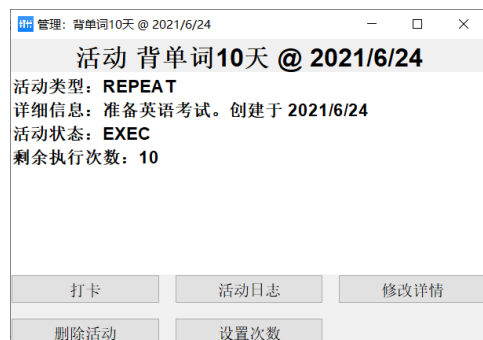 管理：背单词10天 @ 2021/6/24
活动 背单词10天 @ 2021/6/24
活动类型：REPEAT
详细信息：准备英语考试。创建于 2021/6/24
活动状态：EXEC
剩余执行次数：10
打卡
活动日志
修改详情
删除活动
设置次数